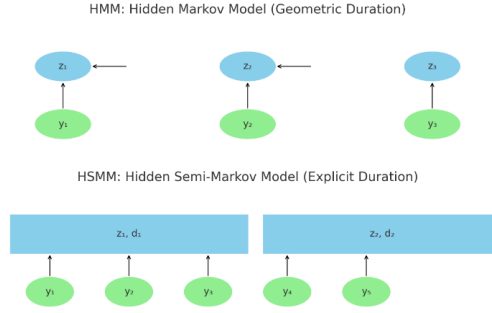 HMM: Hidden Markov Model (Geometric Duration)
z₁ z₂ z₃
y₁ y₂ y₃
HSMM: Hidden Semi-Markov Model (Explicit Duration)
z₁, d₁ z₂, d₂
y₁ y₂ y₃ y₄ y₅